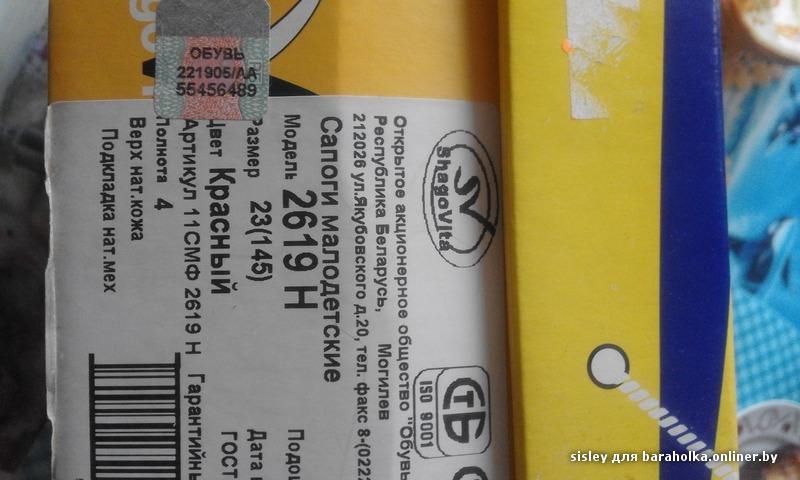 ОБУВЬ
221905/АА
55456489
ShagoVita
Открытое акционерное общество "Обувь
Республика Беларусь, Могилев
212026 ул.Якубовского д.20, тел. факс 8-(0222
Сапоги малодетские
Модель 2619 Н
Размер 23(145)
Цвет Красный
Артикул 11СМФ 2619 Н
Полнота 4
Верх нат.кожа
Подкладка нат.мех
Дата
ГОСТ
СТБ
ISO 9001
sisley для baraholka.onliner.by